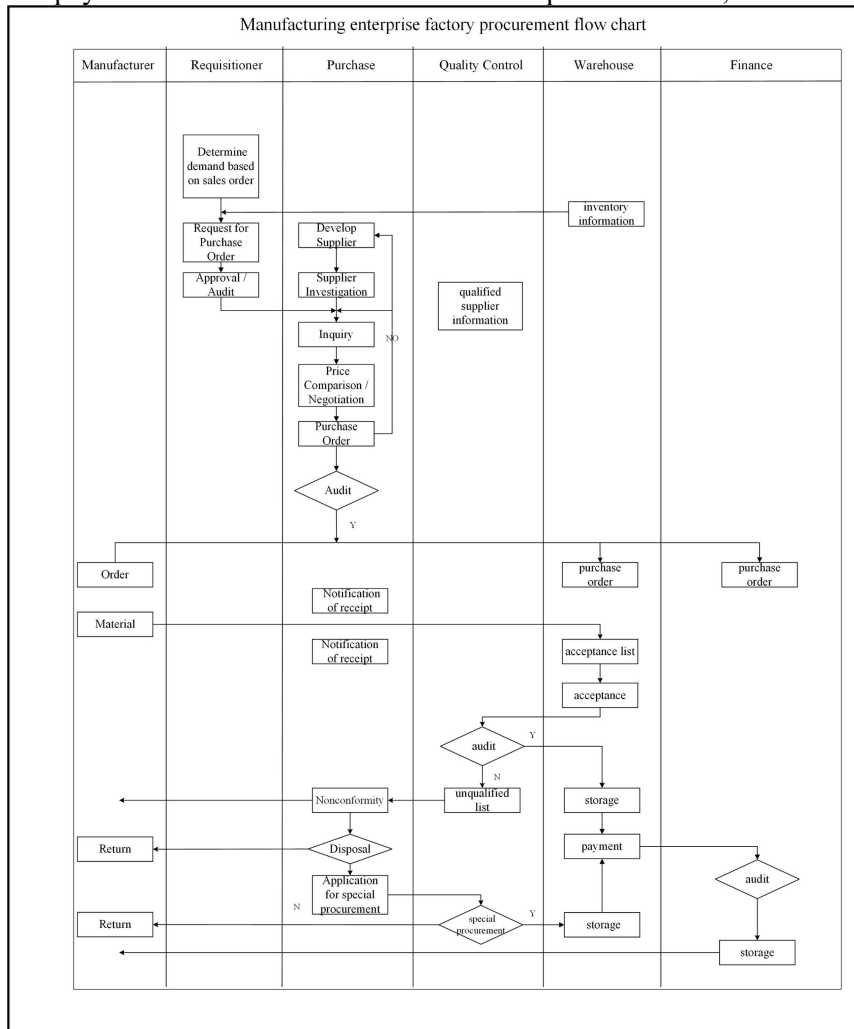 Manufacturing enterprise factory procurement flow chart
Manufacturer
Requisitioner
Purchase
Quality Control
Warehouse
Finance
Determine
demand based
on sales order
inventory
information
Request for
Purchase
Order
Develop
Supplier
Approval /
Audit
Supplier
Investigation
qualified
supplier
information
Inquiry
NO
Price
Comparison /
Negotiation
Purchase
Order
Audit
Y
Order
purchase
order
purchase
order
Notification
of receipt
Material
Notification
of receipt
acceptance list
acceptance
audit
Y
N
Nonconformity
unqualified
list
storage
Return
Disposal
payment
audit
Application
for special
procurement
N
Return
special
procurement
Y
storage
storage